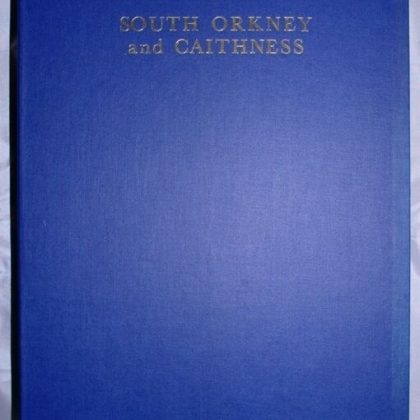 SOUTH ORKNEY
and CAITHNESS